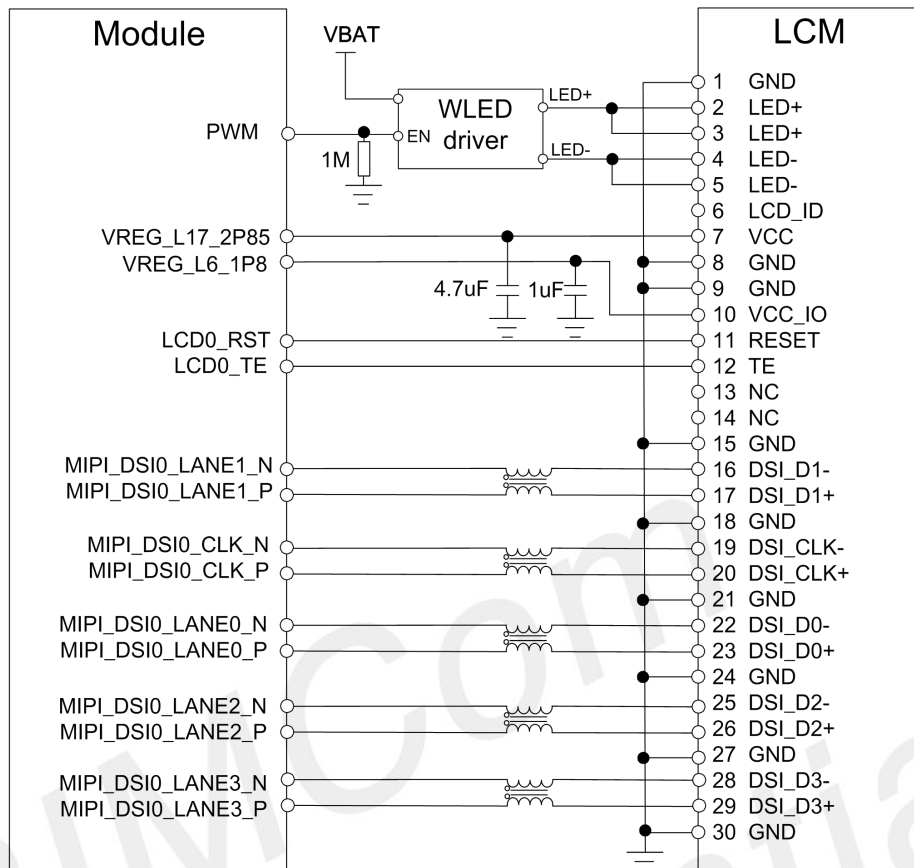 Module
VBAT
LCM
WLED
driver
EN
LED+
LED-
PWM
1M
VREG_L17_2P85
VREG_L6_1P8
4.7uF
1uF
LCD0_RST
LCD0_TE
MIPI_DSI0_LANE1_N
MIPI_DSI0_LANE1_P
MIPI_DSI0_CLK_N
MIPI_DSI0_CLK_P
MIPI_DSI0_LANE0_N
MIPI_DSI0_LANE0_P
MIPI_DSI0_LANE2_N
MIPI_DSI0_LANE2_P
MIPI_DSI0_LANE3_N
MIPI_DSI0_LANE3_P
1 GND
2 LED+
3 LED+
4 LED-
5 LED-
6 LCD_ID
7 VCC
8 GND
9 GND
10 VCC_IO
11 RESET
12 TE
13 NC
14 NC
15 GND
16 DSI_D1-
17 DSI_D1+
18 GND
19 DSI_CLK-
20 DSI_CLK+
21 GND
22 DSI_D0-
23 DSI_D0+
24 GND
25 DSI_D2-
26 DSI_D2+
27 GND
28 DSI_D3-
29 DSI_D3+
30 GND